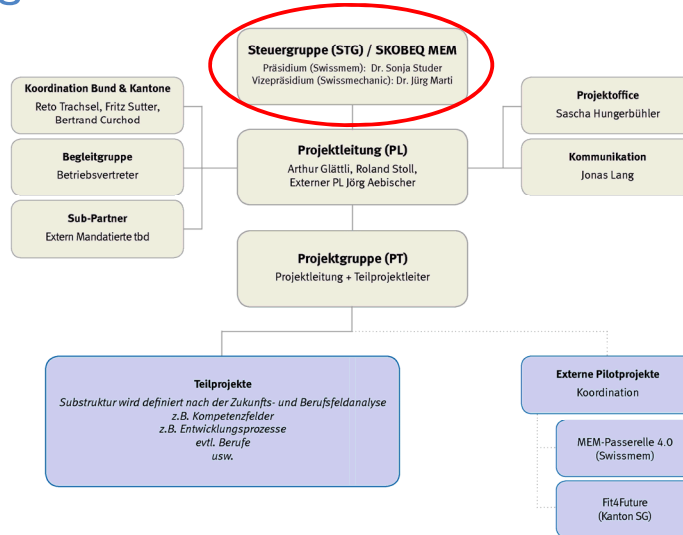 Steuergruppe (STG) / SKOBEQ MEM
Präsidium (Swissmem): Dr. Sonja Studer
Vizepräsidium (Swissmechanic): Dr. Jürg Marti
Koordination Bund & Kantone
Reto Trachsel, Fritz Sutter,
Bertrand Curchod
Projektoffice
Sascha Hungerbühler
Projektleitung (PL)
Arthur Glättli, Roland Stoll,
Externer PL Jörg Aebischer
Begleitgruppe
Betriebsvertreter
Kommunikation
Jonas Lang
Sub-Partner
Extern Mandatierte tbd
Projektgruppe (PT)
Projektleitung + Teilprojektleiter
Teilprojekte
Substruktur wird definiert nach der Zukunfts- und Berufsfeldanalyse
z.B. Kompetenzfelder
z.B. Entwicklungsprozesse
evtl. Berufe
usw.
Externe Pilotprojekte
Koordination
MEM-Passerelle 4.0
(Swissmem)
Fit4Future
(Kanton SG)